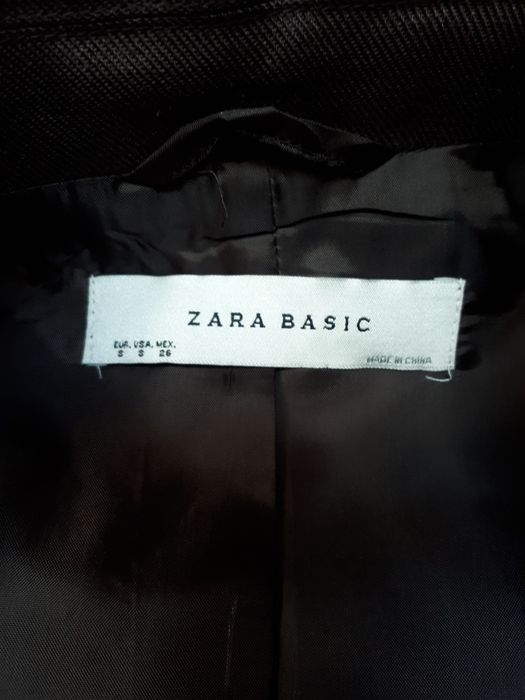 ZARA BASIC
EUR. USA. MEX.
S S 26
MADE IN CHINA